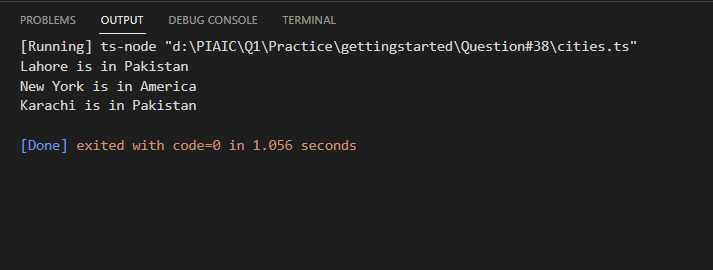 PROBLEMS OUTPUT DEBUG CONSOLE TERMINAL
[Running] ts-node "d:\PIAIC\Q1\Practice\gettingstarted\Question#38\cities.ts"
Lahore is in Pakistan
New York is in America
Karachi is in Pakistan
[Done] exited with code=0 in 1.056 seconds